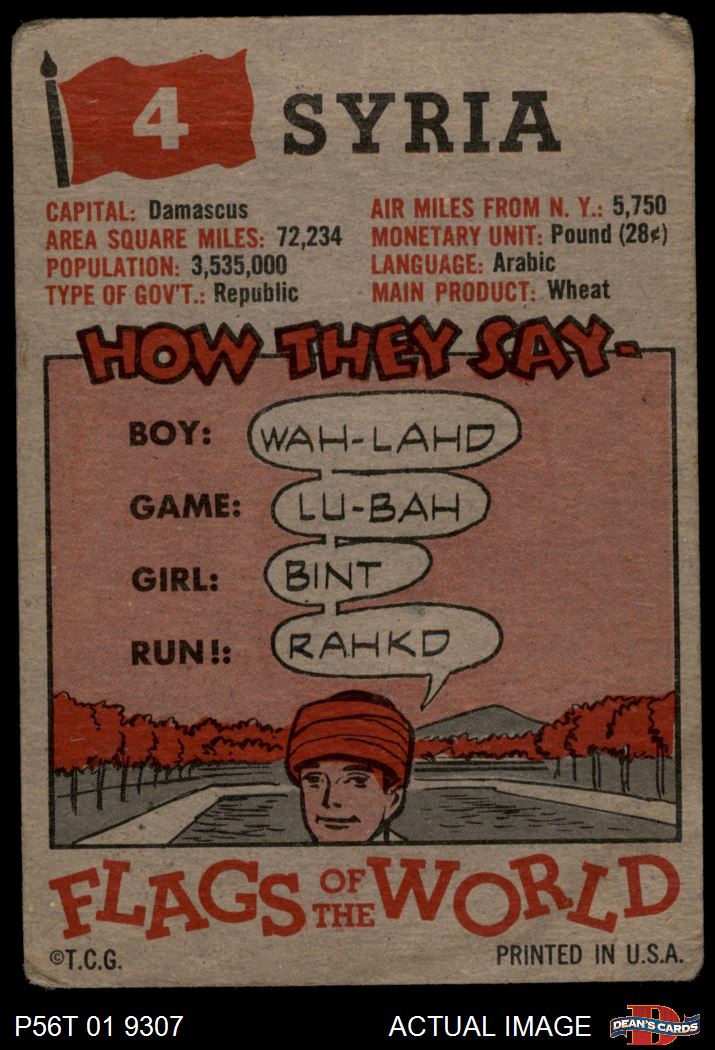 4
SYRIA
CAPITAL: Damascus
AREA SQUARE MILES: 72,234
POPULATION: 3,535,000
TYPE OF GOV'T.: Republic
AIR MILES FROM N. Y.: 5,750
MONETARY UNIT: Pound (28¢)
LANGUAGE: Arabic
MAIN PRODUCT: Wheat
HOW THEY SAY-
BOY: WAH-LAHD
GAME: LU-BAH
GIRL: BINT
RUN!: RAHKD
FLAGS OF THE WORLD
©T.C.G. PRINTED IN U.S.A.
P56T 01 9307 ACTUAL IMAGE D DEAN'S CARDS